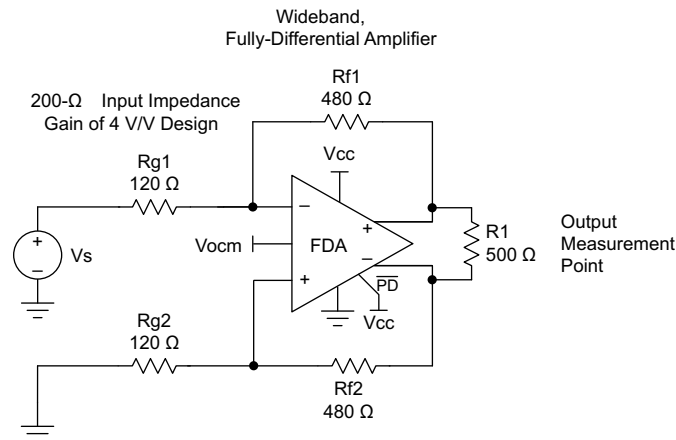 Wideband,
Fully-Differential Amplifier
Rf1
480 Ω
200-Ω Input Impedance
Gain of 4 V/V Design
Vcc
Rg1
120 Ω
−
+
Vocm
FDA
+
−
R1
500 Ω
Output
Measurement
Point
+
−
Vs
PD
Vcc
Rg2
120 Ω
Rf2
480 Ω